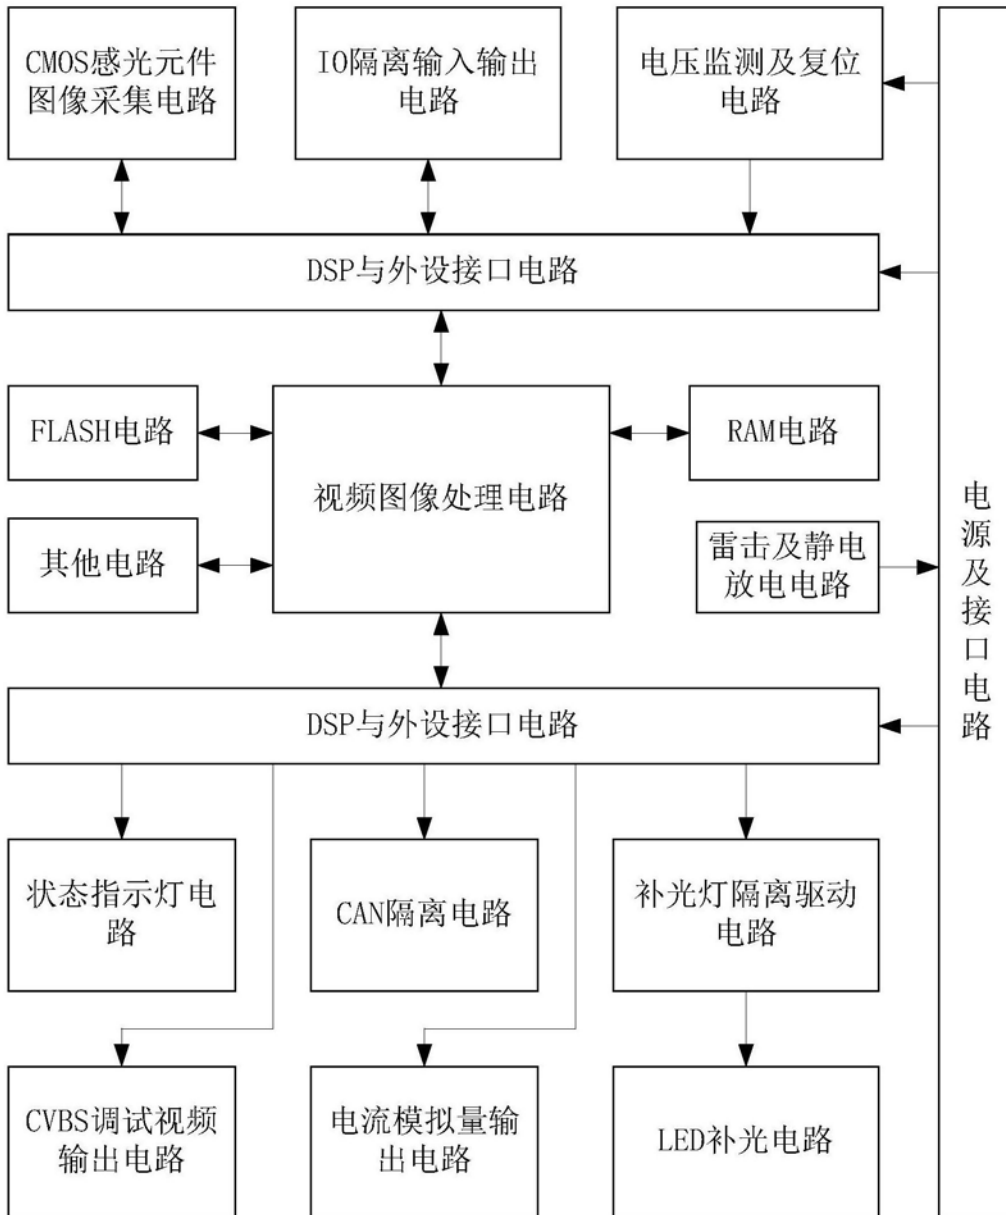 CMOS感光元件
图像采集电路
IO隔离输入输出
电路
电压监测及复位
电路
DSP与外设接口电路
FLASH电路
视频图像处理电路
RAM电路
其他电路
雷击及静电
放电电路
电源及接口电路
DSP与外设接口电路
状态指示灯电
路
CAN隔离电路
补光灯隔离驱动
电路
CVBS调试视频
输出电路
电流模拟量输
出电路
LED补光电路